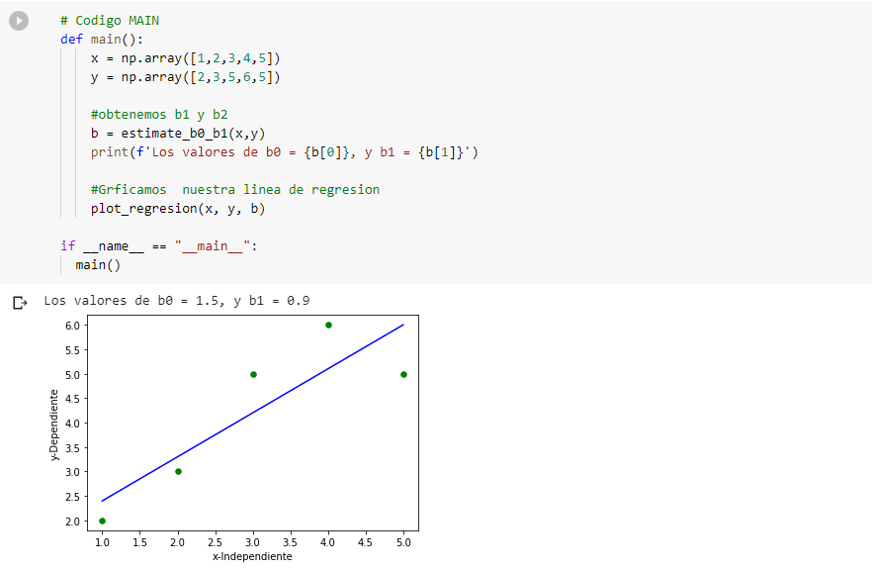 # Codigo MAIN
def main():
x = np.array([1,2,3,4,5])
y = np.array([2,3,5,6,5])
#obtenemos b1 y b2
b = estimate_b0_b1(x,y)
print(f'Los valores de b0 = {b[0]}, y b1 = {b[1]}')
#Grficamos  nuestra linea de regresion
plot_regresion(x, y, b)
if __name__ == "__main__":
main()
Los valores de b0 = 1.5, y b1 = 0.9
6.0
5.5
5.0
4.5
4.0
3.5
3.0
2.5
2.0
y-Dependiente
1.0 1.5 2.0 2.5 3.0 3.5 4.0 4.5 5.0
x-Independiente